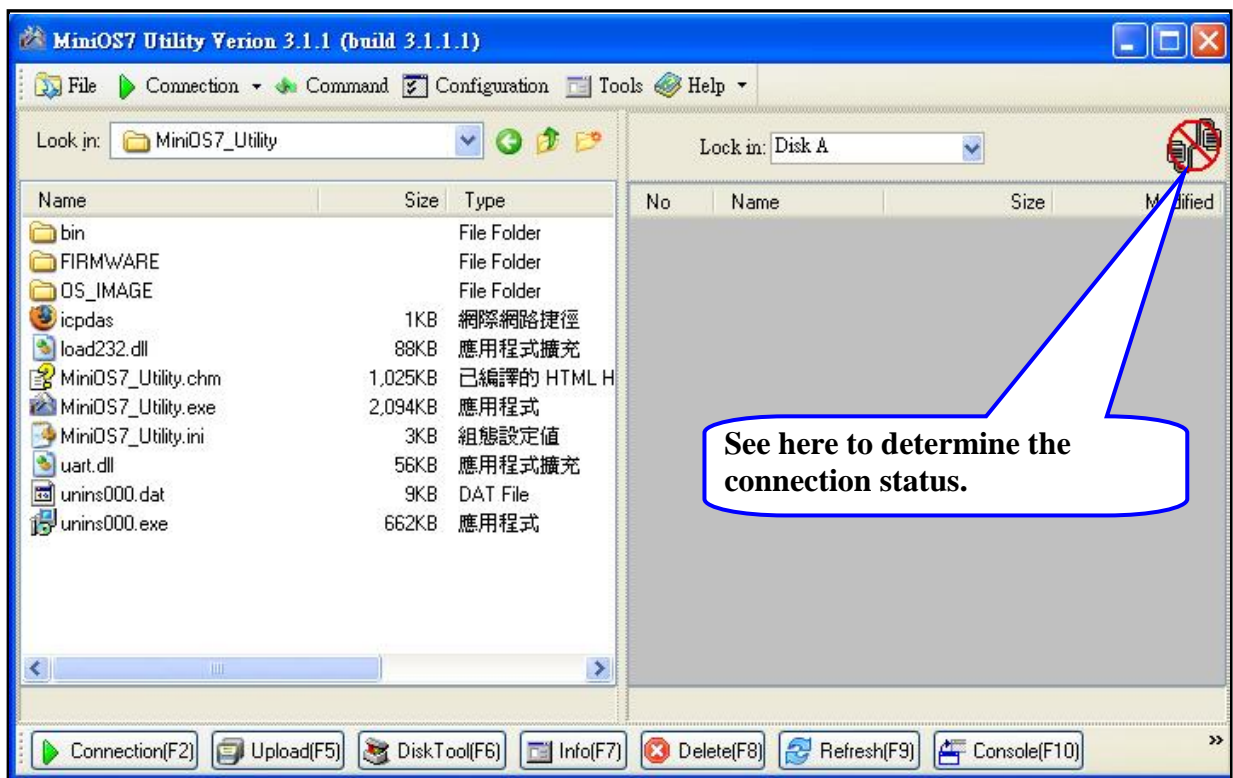 MiniOS7 Utility Verion 3.1.1 (build 3.1.1.1)
File Connection Command Configuration Tools Help
Look in: MiniOS7_Utility
Lock in: Disk A
Name Size Type
No Name Size Modified
bin File Folder
FIRMWARE File Folder
OS_IMAGE File Folder
icpdas 1KB 網際網路捷徑
load232.dll 88KB 應用程式擴充
MiniOS7_Utility.chm 1,025KB 已編譯的 HTML H
MiniOS7_Utility.exe 2,094KB 應用程式
MiniOS7_Utility.ini 3KB 組態設定值
uart.dll 56KB 應用程式擴充
unins000.dat 9KB DAT File
unins000.exe 662KB 應用程式
See here to determine the
connection status.
Connection(F2) Upload(F5) DiskTool(F6) Info(F7) Delete(F8) Refresh(F9) Console(F10) »